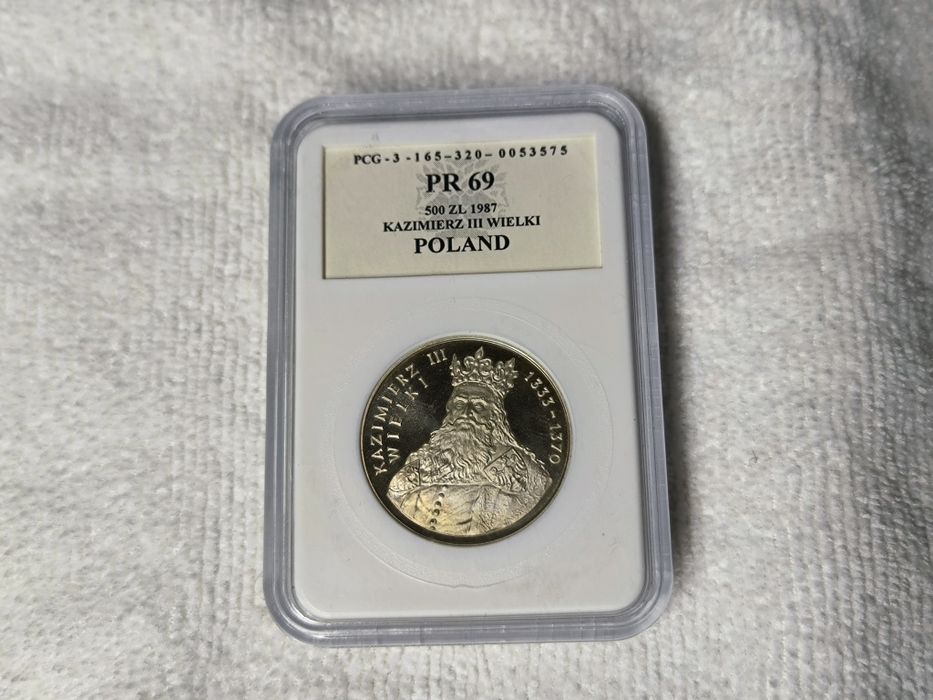 PCG-3-165-320-0053575
PR 69
500 ZL 1987
KAZIMIERZ III WIELKI
POLAND
KAZIMIERZ III
WIELKI
1333-1370